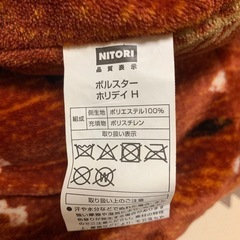 NITORI
品質表示
ボルスター
ホリデイ H
組成 側生地 ポリエステル100%
充填物 ポリスチレン
取り扱い表示
W
取り扱い上のご注意